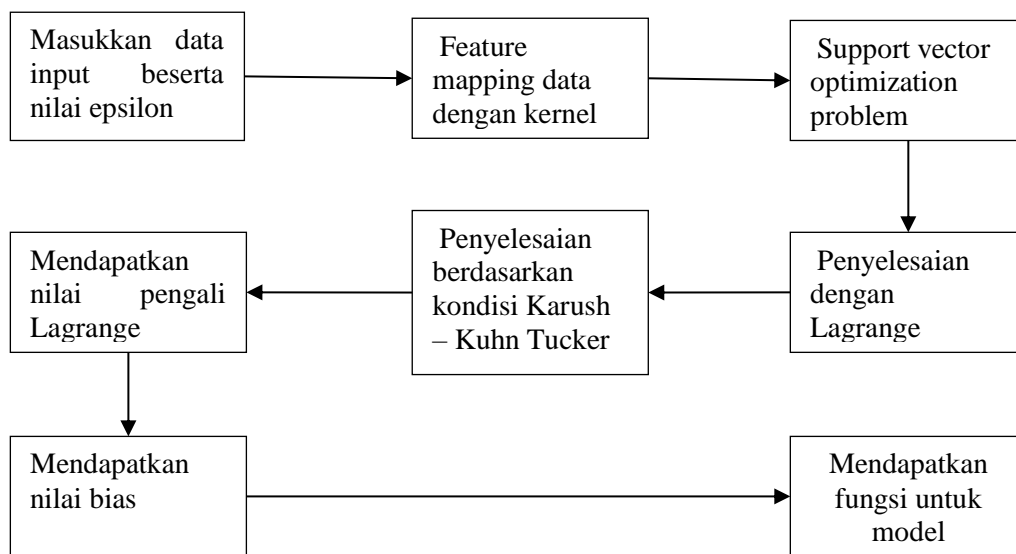 Masukkan data
input beserta
nilai epsilon
Feature
mapping data
dengan kernel
Support vector
optimization
problem
Penyelesaian
dengan
Lagrange
Penyelesaian
berdasarkan
kondisi Karush
– Kuhn Tucker
Mendapatkan
nilai pengali
Lagrange
Mendapatkan
nilai bias
Mendapatkan
fungsi untuk
model